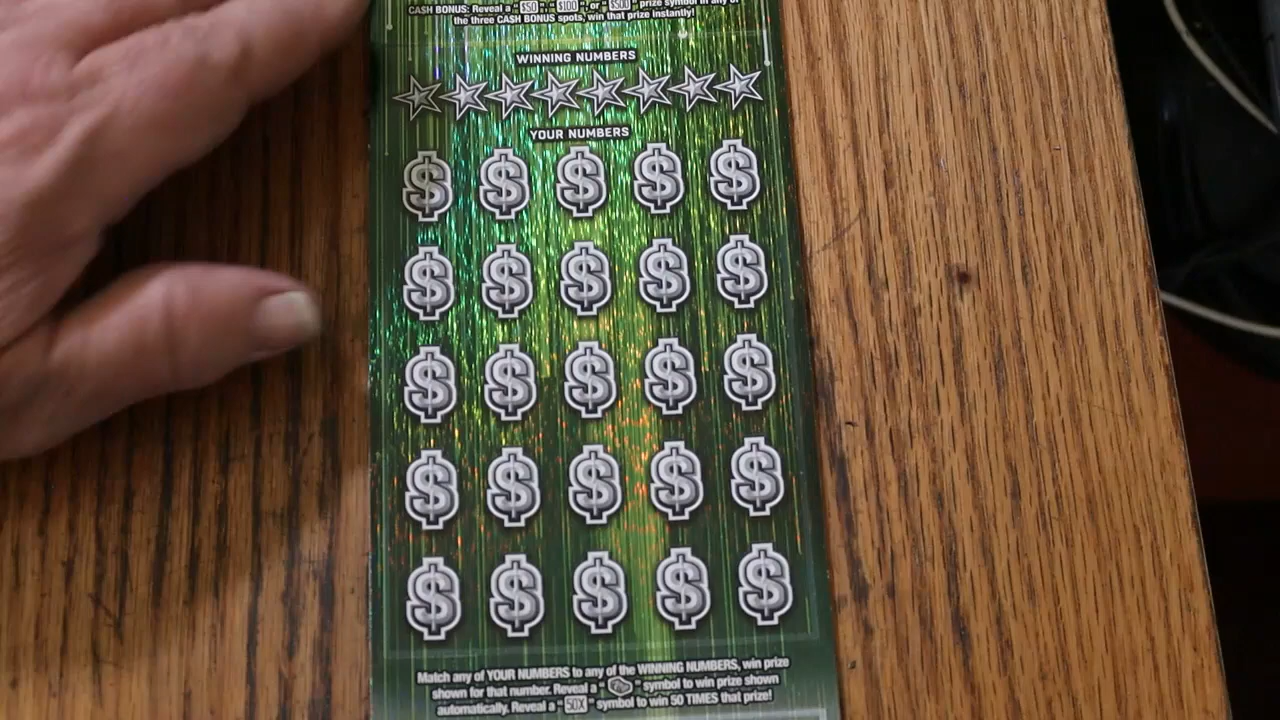 CASH BONUS: Reveal a "$50" "$100" or "$500" prize symbol in any of
the three CASH BONUS spots, win that prize instantly!
WINNING NUMBERS
YOUR NUMBERS
$ $ $ $ $
$ $ $ $ $
$ $ $ $ $
$ $ $ $ $
$ $ $ $ $
Match any of YOUR NUMBERS to any of the WINNING NUMBERS, win prize
shown for that number. Reveal a " " symbol to win prize shown
automatically. Reveal a "50X" symbol to win 50 TIMES that prize!